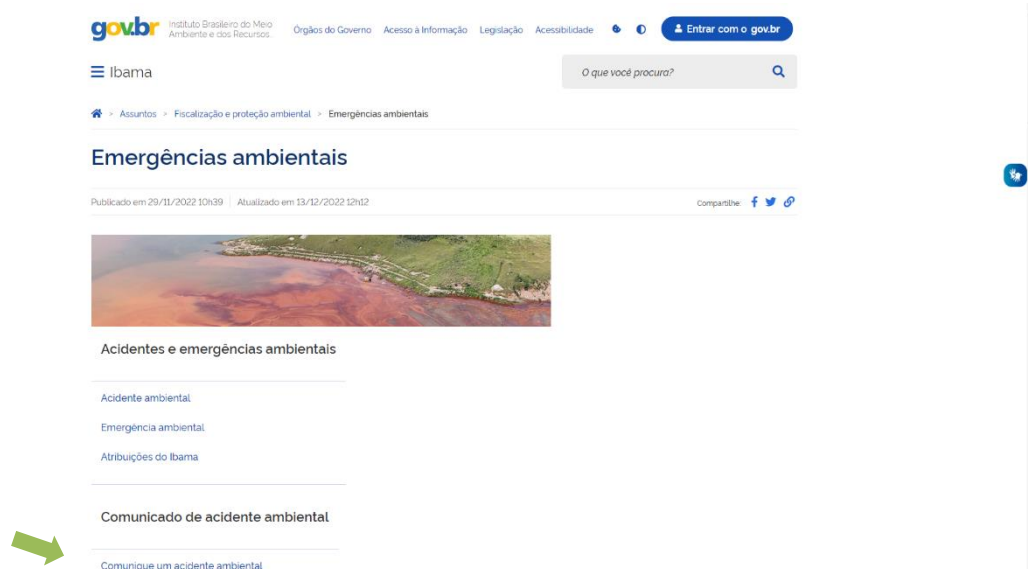 gov.br
Instituto Brasileiro do Meio
Ambiente e dos Recursos
Órgãos do Governo Acesso à Informação Legislação Acessibilidade
Entrar com o gov.br
Ibama
O que você procura?
> Assuntos > Fiscalização e proteção ambiental > Emergências ambientais
Emergências ambientais
Publicado em 29/11/2022 10h39 | Atualizado em 13/12/2022 12h12
Compartilhe:
Acidentes e emergências ambientais
Acidente ambiental
Emergência ambiental
Atribuições do Ibama
Comunicado de acidente ambiental
Comunique um acidente ambiental